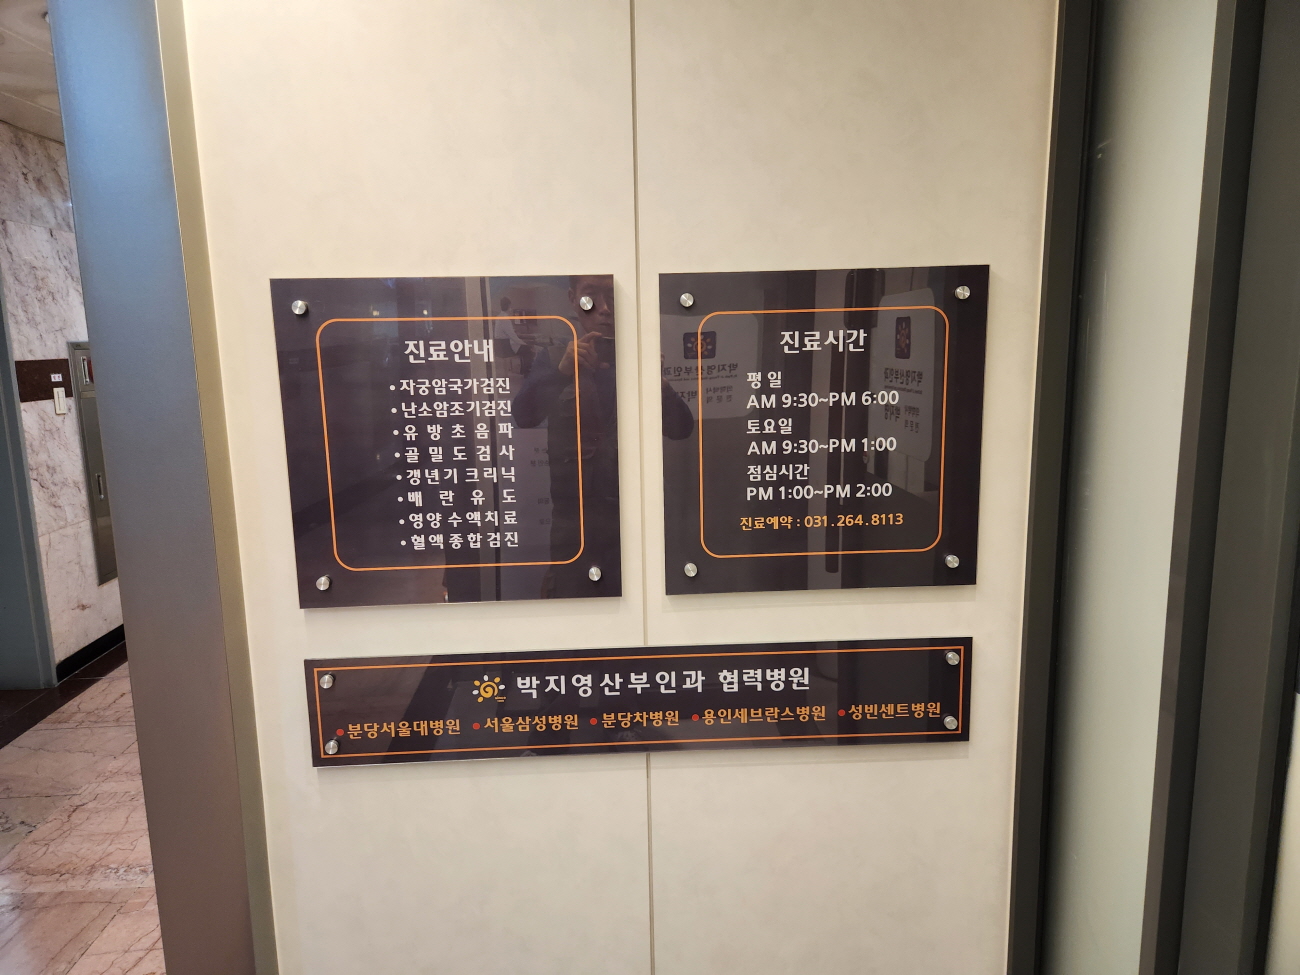 진료안내
• 자궁암국가검진
• 난소암조기검진
• 유 방 초 음 파
• 골 밀 도 검 사
• 갱년기 크리닉
• 배 란 유 도
• 영양 수액치료
• 혈액 종합 검진
진료시간
평 일
AM 9:30~PM 6:00
토요일
AM 9:30~PM 1:00
점심시간
PM 1:00~PM 2:00
진료예약 : 031.264.8113
박지영산부인과 협력병원
• 분당서울대병원 • 서울삼성병원 • 분당차병원 • 용인세브란스병원 • 성빈센트병원